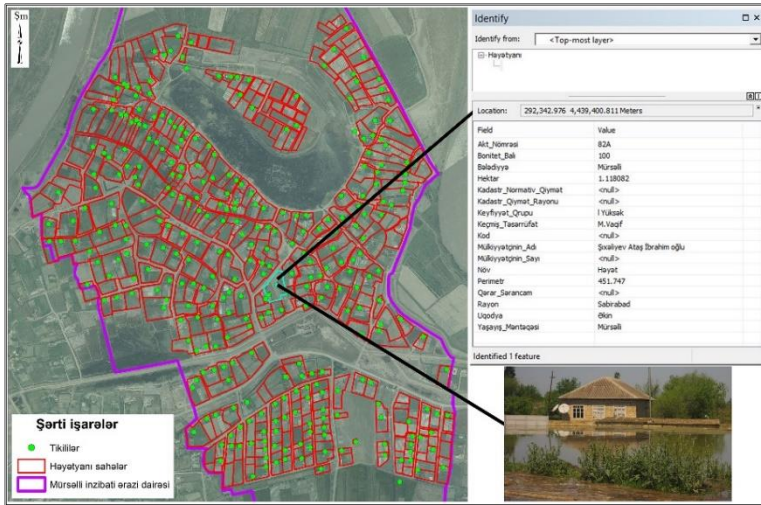 Şm
Şərti işarələr
Tikililər
Həyətyanı sahələr
Mürsəlli inzibati ərazi dairəsi
Identify
Identify from: <Top-most layer>
Həyətyanı
Location: 292,342.976 4,439,400.811 Meters
Field Value
Akt_Nömrəsi 82A
Bonitet_Balı 100
Bələdiyyə Mürsəlli
Hektar 1.118082
Kadastr_Normativ_Qiymət <null>
Kadastr_Qiymət_Rayonu <null>
Keyfiyyət_Qrupu I Yüksək
Keçmiş_Təsərrüfat M.Vaqif
Kod <null>
Mülkiyyətçinin_Adı Şıxəliyev Ataş İbrahim oğlu
Mülkiyyətçinin_Sayı <null>
Növ Həyət
Perimetr 451.747
Qərar_Sərəncam <null>
Rayon Sabirabad
Uqodya Əkin
Yaşayış_Məntəqəsi Mürsəlli
Identified 1 feature